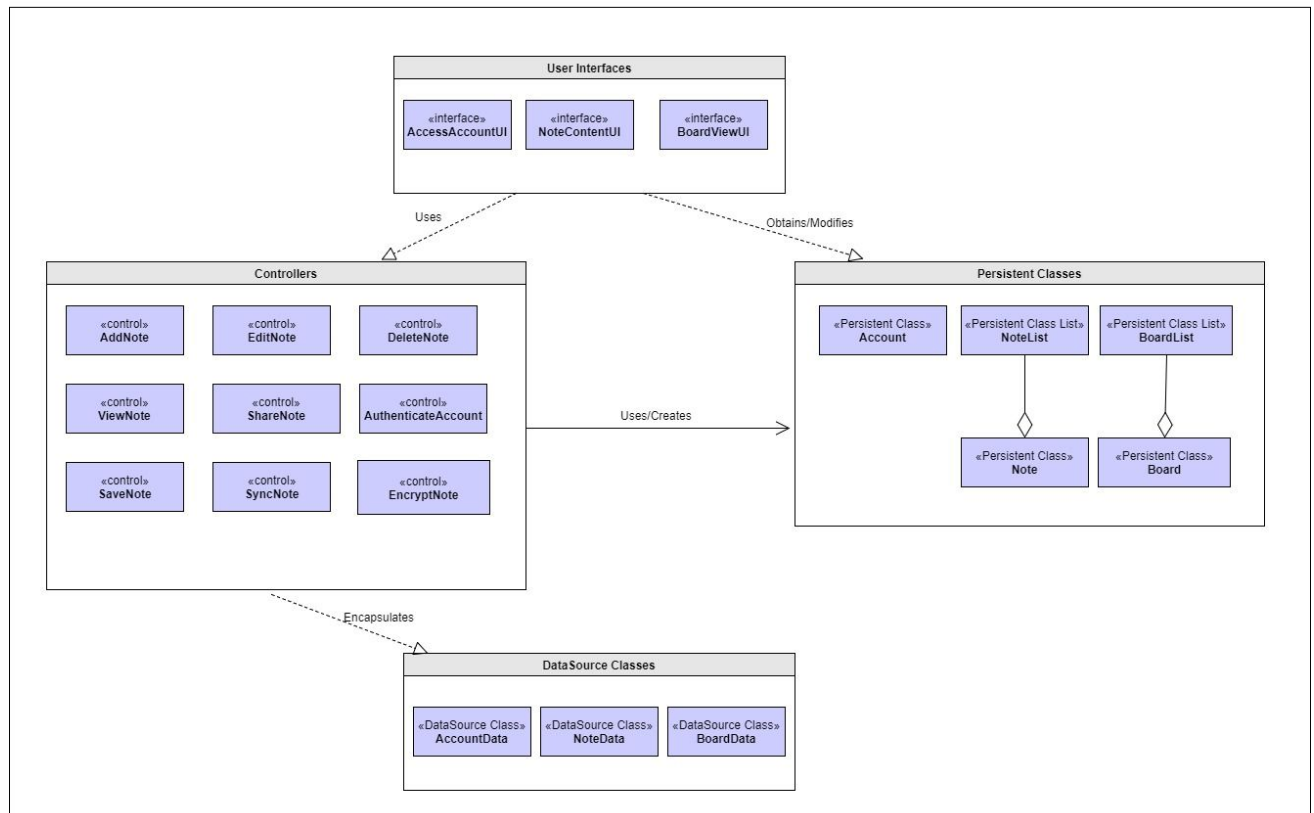 User Interfaces
«interface»
AccessAccountUI
«interface»
NoteContentUI
«interface»
BoardViewUI
Uses
Obtains/Modifies
Controllers
«control»
AddNote
«control»
EditNote
«control»
DeleteNote
«control»
ViewNote
«control»
ShareNote
«control»
AuthenticateAccount
«control»
SaveNote
«control»
SyncNote
«control»
EncryptNote
Uses/Creates
Persistent Classes
«Persistent Class»
Account
«Persistent Class List»
NoteList
«Persistent Class List»
BoardList
«Persistent Class»
Note
«Persistent Class»
Board
Encapsulates
DataSource Classes
«DataSource Class»
AccountData
«DataSource Class»
NoteData
«DataSource Class»
BoardData